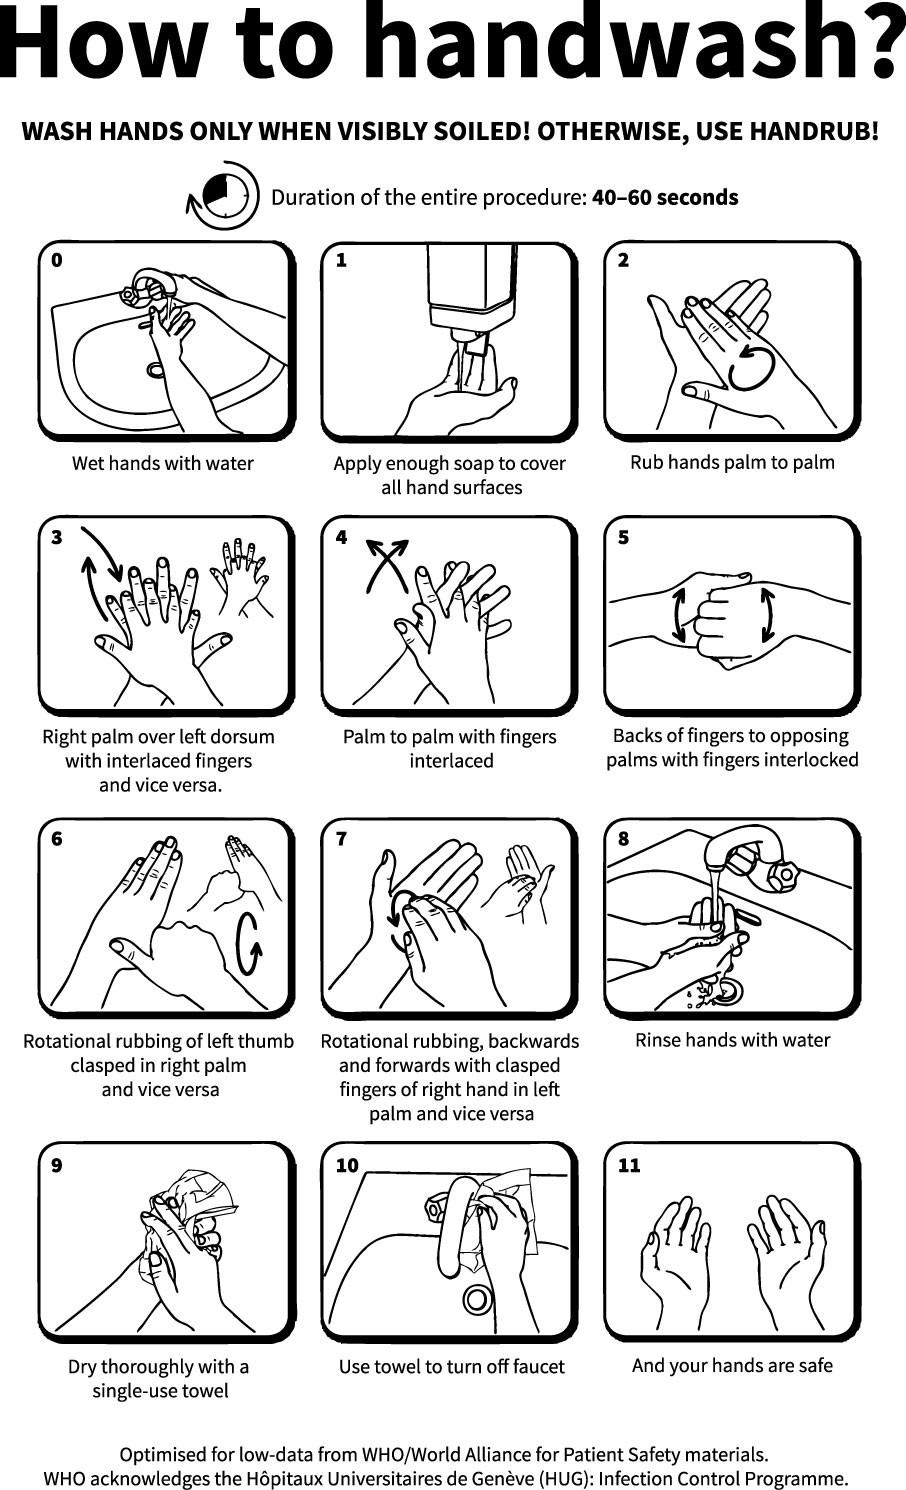 How to handwash?
WASH HANDS ONLY WHEN VISIBLY SOILED! OTHERWISE, USE HANDRUB!
Duration of the entire procedure: 40–60 seconds
0
Wet hands with water
1
Apply enough soap to cover
all hand surfaces
2
Rub hands palm to palm
3
Right palm over left dorsum
with interlaced fingers
and vice versa.
4
Palm to palm with fingers
interlaced
5
Backs of fingers to opposing
palms with fingers interlocked
6
Rotational rubbing of left thumb
clasped in right palm
and vice versa
7
Rotational rubbing, backwards
and forwards with clasped
fingers of right hand in left
palm and vice versa
8
Rinse hands with water
9
Dry thoroughly with a
single-use towel
10
Use towel to turn off faucet
11
And your hands are safe
Optimised for low-data from WHO/World Alliance for Patient Safety materials.
WHO acknowledges the Hôpitaux Universitaires de Genève (HUG): Infection Control Programme.